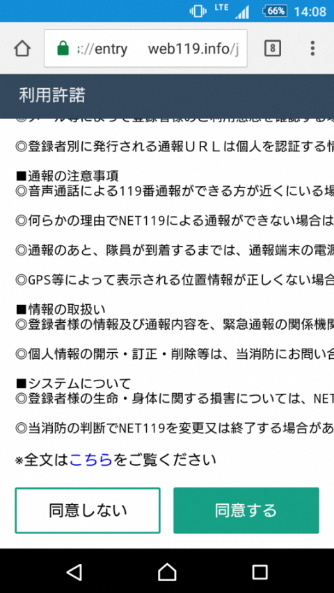 LTE 66% 14:08
://entry web119.info/j 8
利用許諾
◎登録者別に発行される通報URLは個人を認証する情
■通報の注意事項
◎音声通話による119番通報ができる方が近くにいる場
◎何らかの理由でNET119による通報ができない場合は
◎通報のあと、隊員が到着するまでは、通報端末の電源
◎GPS等によって表示される位置情報が正しくない場合
■情報の取扱い
◎登録者様の情報及び通報内容を、緊急通報の関係機関
◎個人情報の開示・訂正・削除等は、当消防にお問い合
■システムについて
◎登録者様の生命・身体に関する損害については、NET
◎当消防の判断でNET119を変更又は終了する場合があ
※全文はこちらをご覧ください
同意しない 同意する